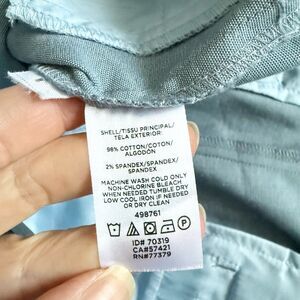 SHELL/TISSU PRINCIPAL/
TELA EXTERIOR:
98% COTTON/COTON/
ALGODÓN
2% SPANDEX/SPANDEX/
SPANDEX
MACHINE WASH COLD ONLY
NON-CHLORINE BLEACH
WHEN NEEDED TUMBLE DRY
LOW COOL IRON IF NEEDED
OR DRY CLEAN
498761
ID# 70319
CA#57421
RN#77379